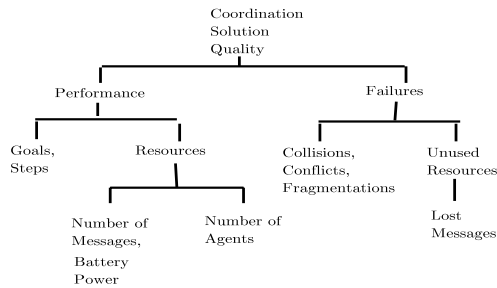 Coordination
Solution
Quality
Performance
Failures
Goals,
Steps
Resources
Collisions,
Conflicts,
Fragmentations
Unused
Resources
Number of
Messages,
Battery
Power
Number of
Agents
Lost
Messages